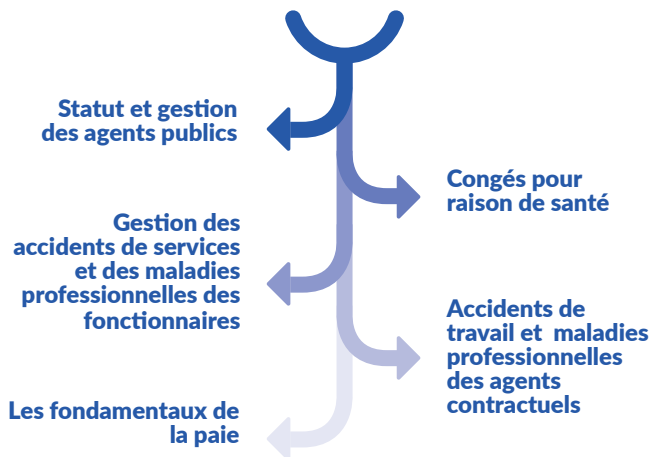 Statut et gestion
des agents publics
Congés pour
raison de santé
Gestion des
accidents de services
et des maladies
professionnelles des
fonctionnaires
Accidents de
travail et  maladies
professionnelles
des agents
contractuels
Les fondamentaux de
la paie